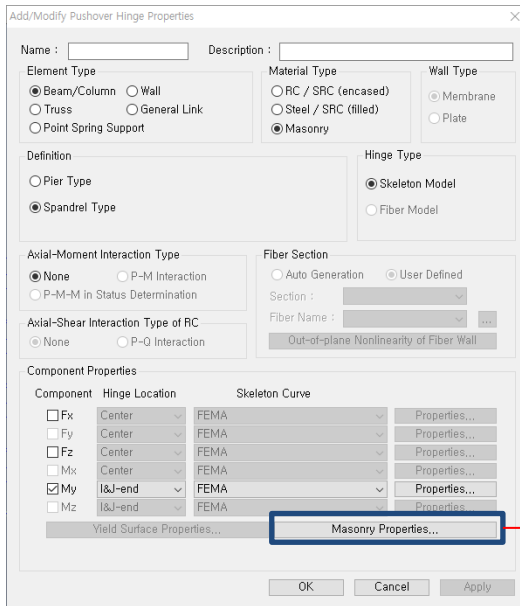 Add/Modify Pushover Hinge Properties
Name : Description :
Element Type Material Type Wall Type
Beam/Column Wall RC / SRC (encased) Membrane
Truss General Link Steel / SRC (filled) Plate
Point Spring Support Masonry
Definition Hinge Type
Pier Type Skeleton Model
Spandrel Type Fiber Model
Axial-Moment Interaction Type Fiber Section
None P-M Interaction Auto Generation User Defined
P-M-M in Status Determination Section :
Axial-Shear Interaction Type of RC Fiber Name : ...
None P-Q Interaction Out-of-plane Nonlinearity of Fiber Wall
Component Properties
Component Hinge Location Skeleton Curve
Fx Center FEMA Properties...
Fy Center FEMA Properties...
Fz Center FEMA Properties...
Mx Center FEMA Properties...
My I&J-end FEMA Properties...
Mz I&J-end FEMA Properties...
Yield Surface Properties... Masonry Properties...
OK Cancel Apply